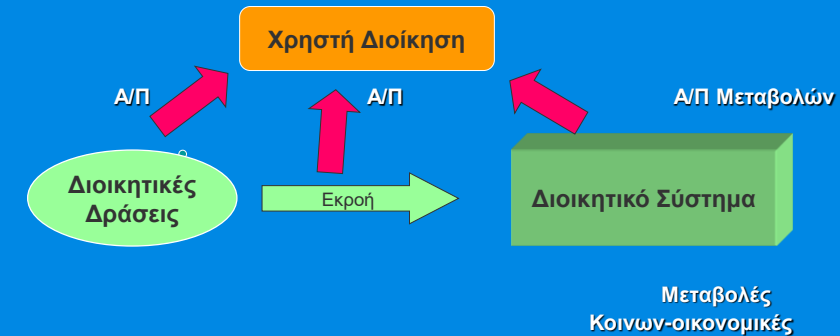 Χρηστή Διοίκηση
Α/Π
Α/Π
Α/Π Μεταβολών
Διοικητικές
Δράσεις
Εκροή
Διοικητικό Σύστημα
Μεταβολές
Κοινων-οικονομικές